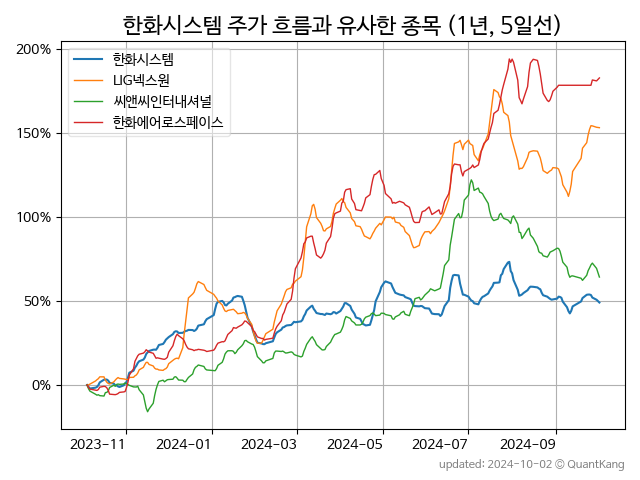 한화시스템 주가 흐름과 유사한 종목 (1년, 5일선)
200%
150%
100%
50%
0%
한화시스템
LIG넥스원
씨앤씨인터내셔널
한화에어로스페이스
2023-11
2024-01
2024-03
2024-05
2024-07
2024-09
updated: 2024-10-02 © QuantKang